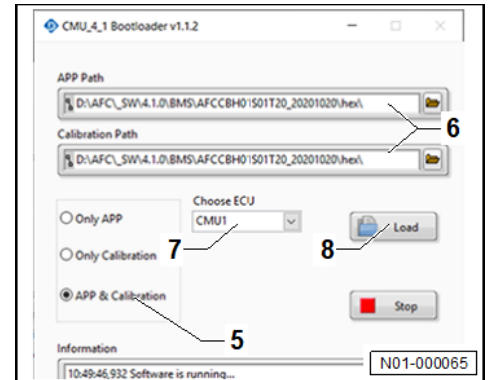 CMU_4_1 Bootloader v1.1.2
APP Path
D:\AFC\_SW\4.1.0\BMS\AFCCBH01S01T20_20201020\hex\
6
Calibration Path
D:\AFC\_SW\4.1.0\BMS\AFCCBH01S01T20_20201020\hex\
Choose ECU
Only APP
CMU1
7
8
Load
Only Calibration
APP & Calibration
5
Stop
Information
10:49:46,932 Software is running...
N01-000065